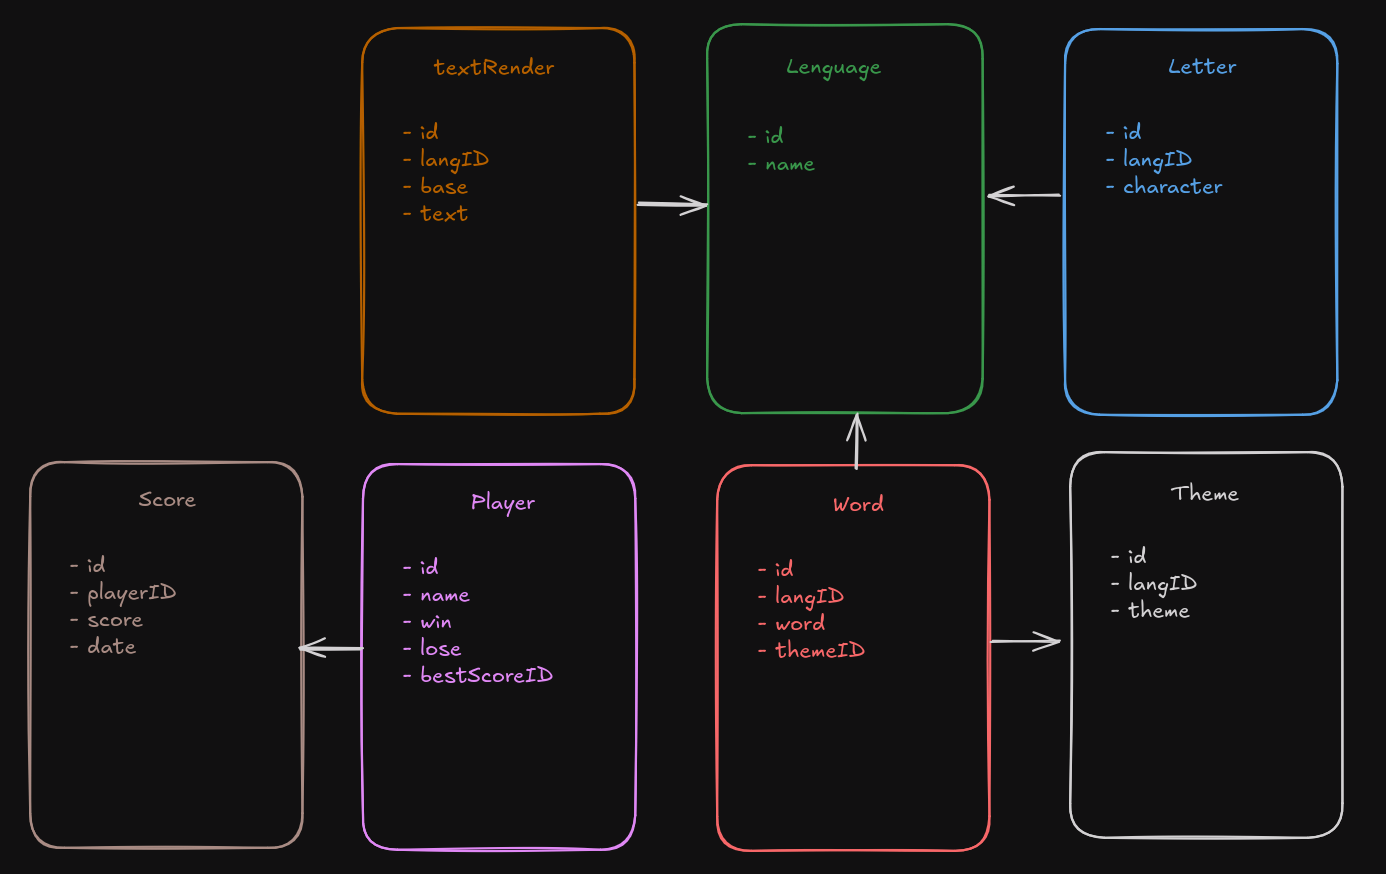 textRender
- id
- langID
- base
- text
Lenguage
- id
- name
Letter
- id
- langID
- character
Score
- id
- playerID
- score
- date
Player
- id
- name
- win
- lose
- bestScoreID
Word
- id
- langID
- word
- themeID
Theme
- id
- langID
- theme